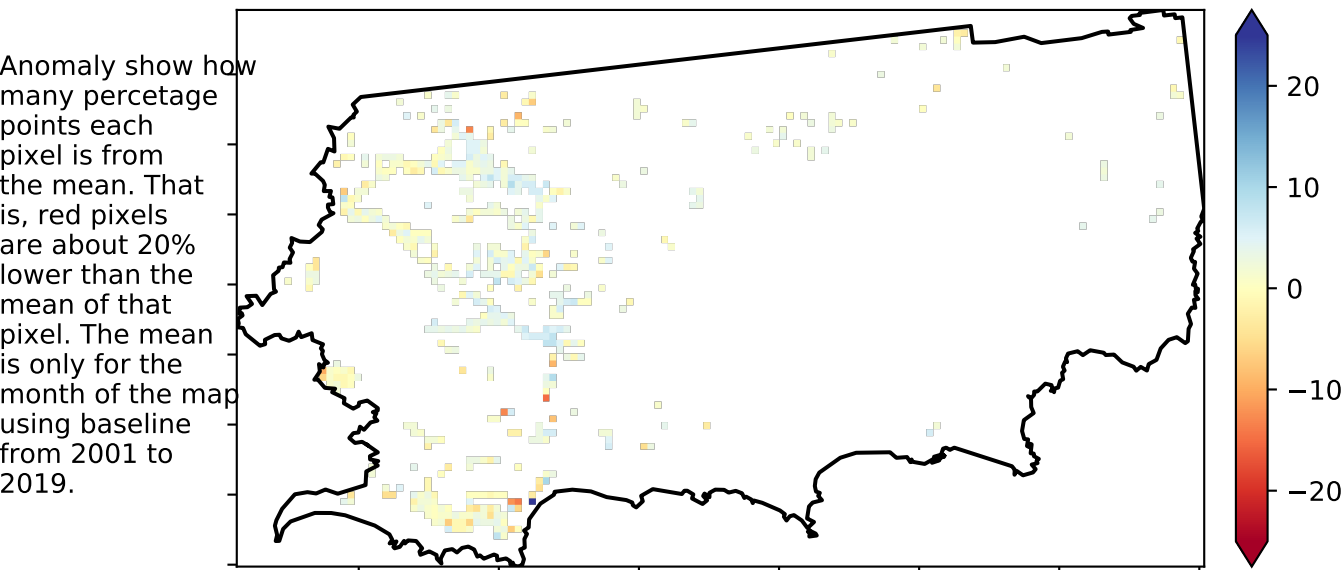 Anomaly show how
many percetage
points each
pixel is from
the mean. That
is, red pixels
are about 20%
lower than the
mean of that
pixel. The mean
is only for the
month of the map
using baseline
from 2001 to
2019.
20
10
0
−10
−20